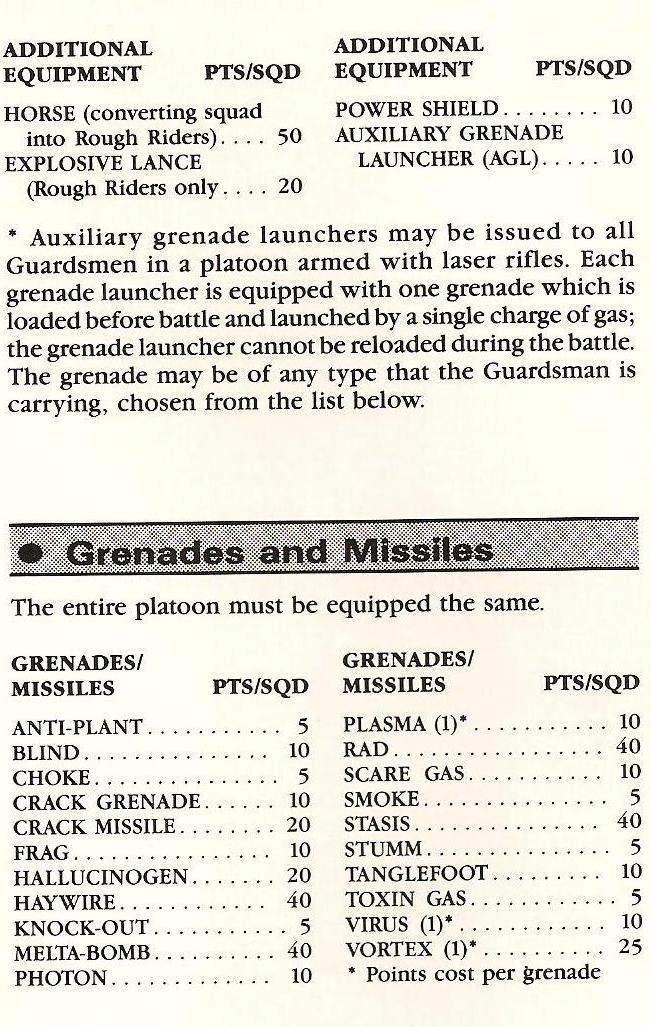 ADDITIONAL
EQUIPMENT PTS/SQD
HORSE (converting squad
into Rough Riders).... 50
EXPLOSIVE LANCE
(Rough Riders only.... 20
ADDITIONAL
EQUIPMENT PTS/SQD
POWER SHIELD........ 10
AUXILIARY GRENADE
LAUNCHER (AGL)..... 10
* Auxiliary grenade launchers may be issued to all
Guardsmen in a platoon armed with laser rifles. Each
grenade launcher is equipped with one grenade which is
loaded before battle and launched by a single charge of gas;
the grenade launcher cannot be reloaded during the battle.
The grenade may be of any type that the Guardsman is
carrying, chosen from the list below.
● Grenades and Missiles
The entire platoon must be equipped the same.
GRENADES/
MISSILES PTS/SQD
ANTI-PLANT........... 5
BLIND................ 10
CHOKE............... 5
CRACK GRENADE...... 10
CRACK MISSILE........ 20
FRAG................ 10
HALLUCINOGEN....... 20
HAYWIRE............. 40
KNOCK-OUT........... 5
MELTA-BOMB.......... 40
PHOTON............. 10
GRENADES/
MISSILES PTS/SQD
PLASMA (1)*........... 10
RAD................. 40
SCARE GAS........... 10
SMOKE............... 5
STASIS............... 40
STUMM.............. 5
TANGLEFOOT......... 10
TOXIN GAS............ 5
VIRUS (1)*............ 10
VORTEX (1)*.......... 25
* Points cost per grenade